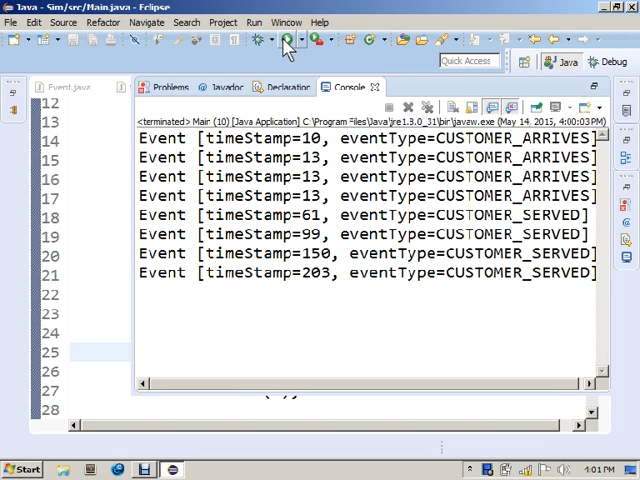 Java - Sim/src/Main.java - Eclipse
File Edit Source Refactor Navigate Search Project Run Window Help
Quick Access Java Debug
Event.java Problems Javadoc Declaration Console
<terminated> Main (10) [Java Application] C:\Program Files\Java\jre1.8.0_31\bin\javaw.exe (May 14, 2015, 4:00:03 PM)
12
13
14 Event [timeStamp=10, eventType=CUSTOMER_ARRIVES]
15 Event [timeStamp=13, eventType=CUSTOMER_ARRIVES]
16 Event [timeStamp=13, eventType=CUSTOMER_ARRIVES]
17 Event [timeStamp=13, eventType=CUSTOMER_ARRIVES]
18 Event [timeStamp=61, eventType=CUSTOMER_SERVED]
19 Event [timeStamp=99, eventType=CUSTOMER_SERVED]
20 Event [timeStamp=150, eventType=CUSTOMER_SERVED]
21 Event [timeStamp=203, eventType=CUSTOMER_SERVED]
22
23
24
25
26
27
28
Start 4:01 PM